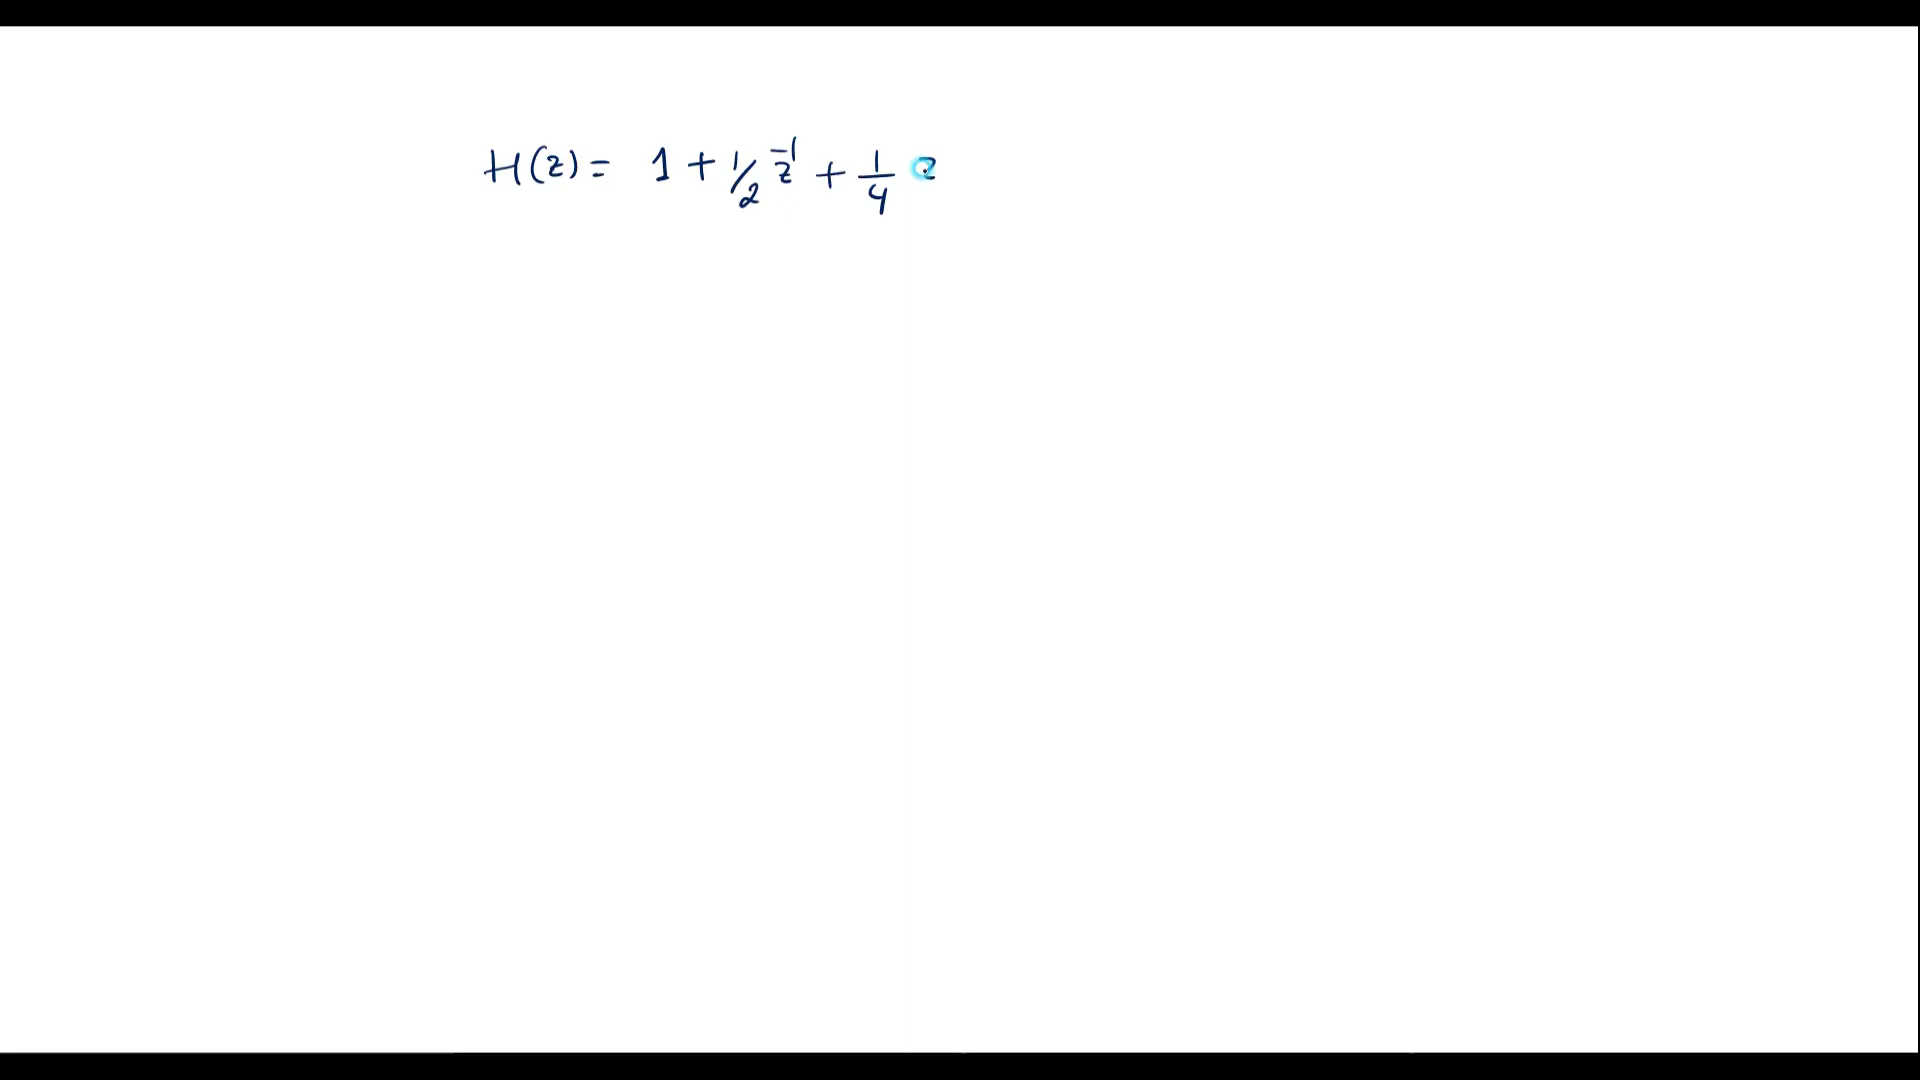 H(z) = 1 + 1/2 z^-1 + 1/4 z